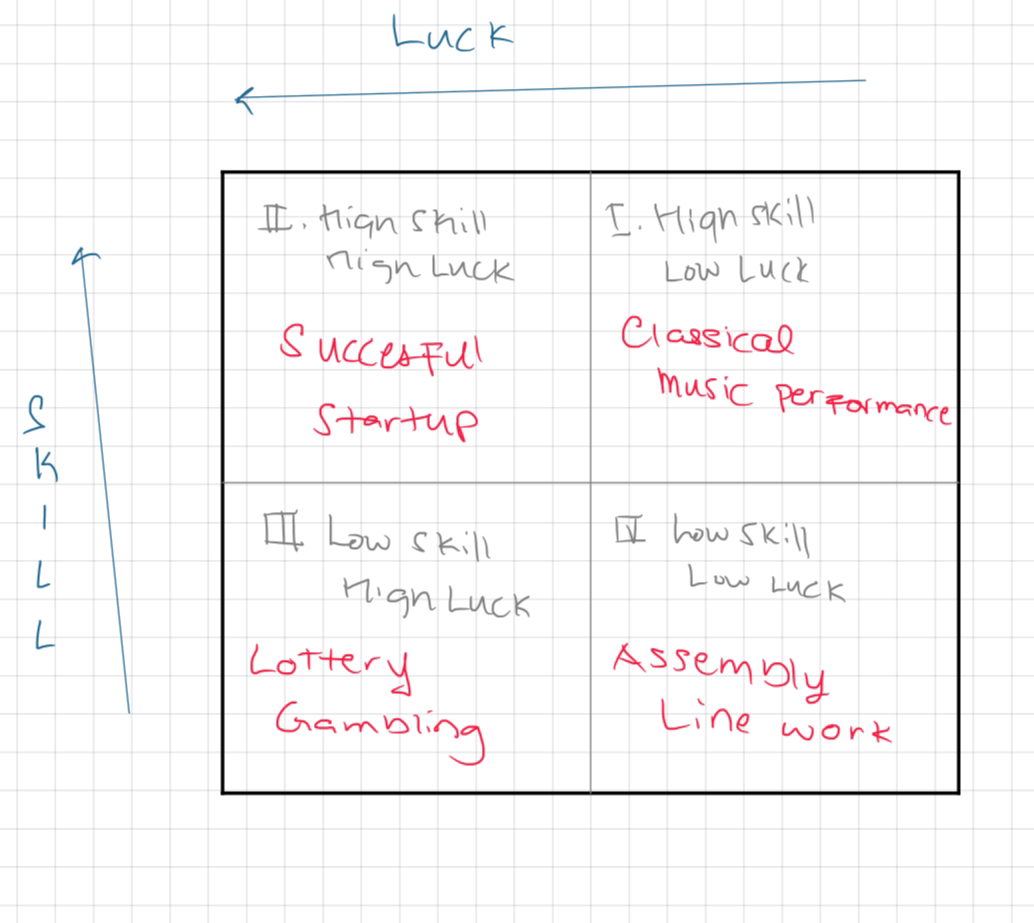 Luck
SKILL
II. High Skill
High Luck
Succesful
Startup
I. High Skill
Low Luck
Classical
music performance
III Low Skill
High Luck
Lottery
Gambling
IV Low Skill
Low Luck
Assembly
Line work